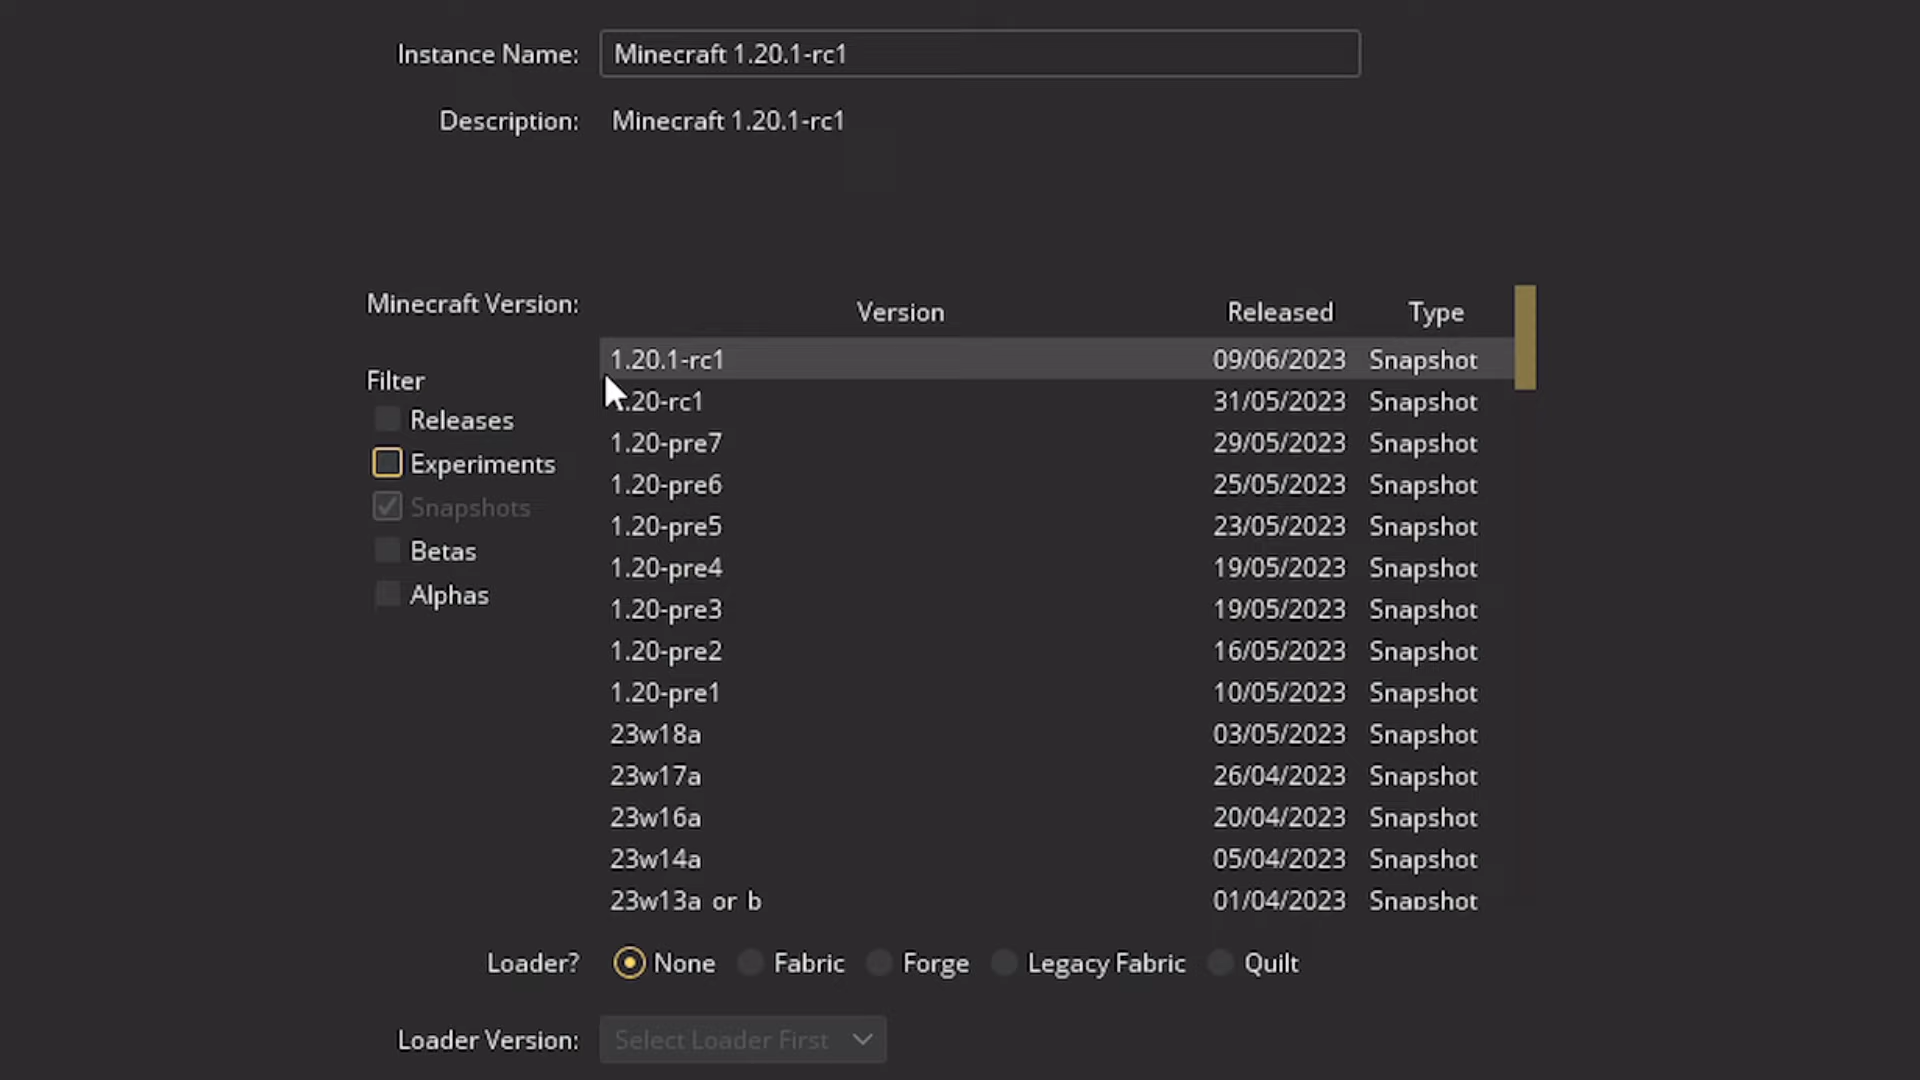 Instance Name: Minecraft 1.20.1-rc1
Description: Minecraft 1.20.1-rc1
Minecraft Version:
Version Released Type
1.20.1-rc1 09/06/2023 Snapshot
.20-rc1 31/05/2023 Snapshot
1.20-pre7 29/05/2023 Snapshot
1.20-pre6 25/05/2023 Snapshot
1.20-pre5 23/05/2023 Snapshot
1.20-pre4 19/05/2023 Snapshot
1.20-pre3 19/05/2023 Snapshot
1.20-pre2 16/05/2023 Snapshot
1.20-pre1 10/05/2023 Snapshot
23w18a 03/05/2023 Snapshot
23w17a 26/04/2023 Snapshot
23w16a 20/04/2023 Snapshot
23w14a 05/04/2023 Snapshot
23w13a or b 01/04/2023 Snapshot
Filter
Releases
Experiments
Snapshots
Betas
Alphas
Loader? None Fabric Forge Legacy Fabric Quilt
Loader Version: Select Loader First